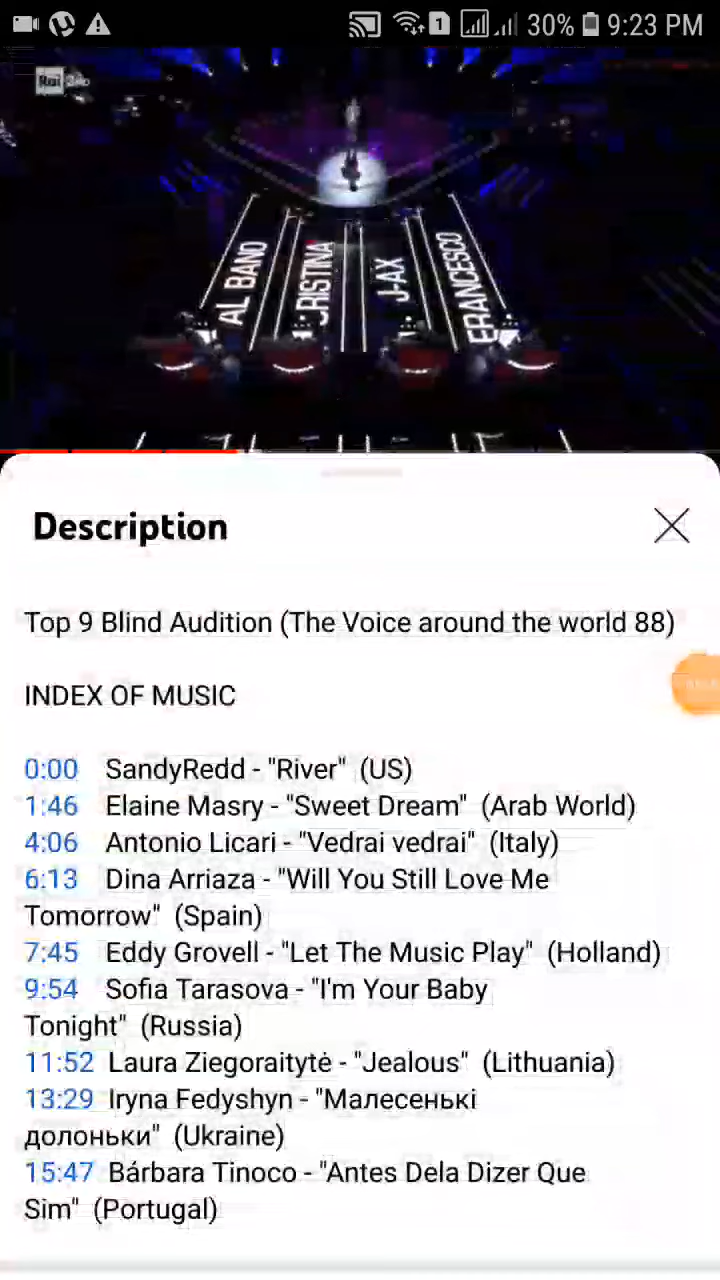 1 30% 9:23 PM
Rai
AL BANO
CRISTINA
J-AX
FRANCESCO
Description
Top 9 Blind Audition (The Voice around the world 88)
INDEX OF MUSIC
0:00 SandyRedd - "River" (US)
1:46 Elaine Masry - "Sweet Dream" (Arab World)
4:06 Antonio Licari - "Vedrai vedrai" (Italy)
6:13 Dina Arriaza - "Will You Still Love Me
Tomorrow" (Spain)
7:45 Eddy Grovell - "Let The Music Play" (Holland)
9:54 Sofia Tarasova - "I'm Your Baby
Tonight" (Russia)
11:52 Laura Ziegoraitytė - "Jealous" (Lithuania)
13:29 Iryna Fedyshyn - "Малесенькі
долоньки" (Ukraine)
15:47 Bárbara Tinoco - "Antes Dela Dizer Que
Sim" (Portugal)